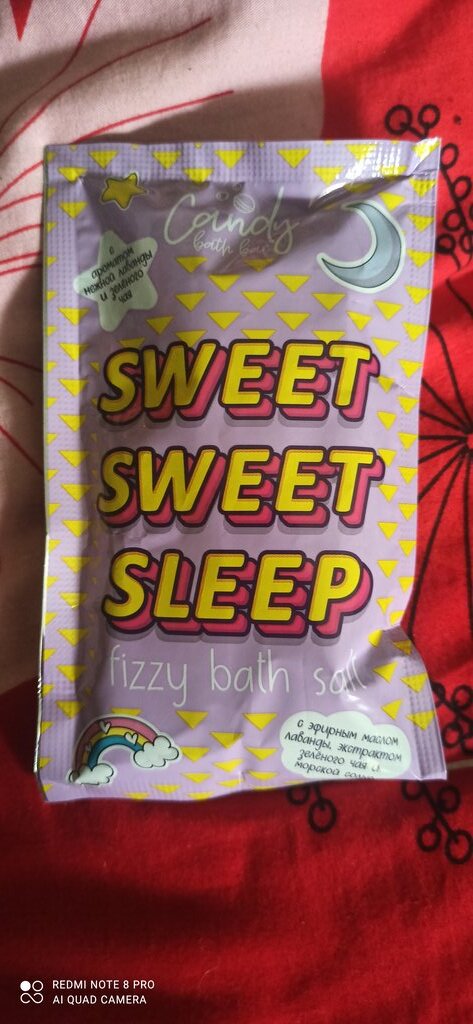 Candy
bath bar
с
ароматом
нежной лаванды
и зелёного
чая
SWEET
SWEET
SLEEP
fizzy bath salt
с эфирным маслом
лаванды, экстрактом
зелёного чая и
морской солью
REDMI NOTE 8 PRO
AI QUAD CAMERA